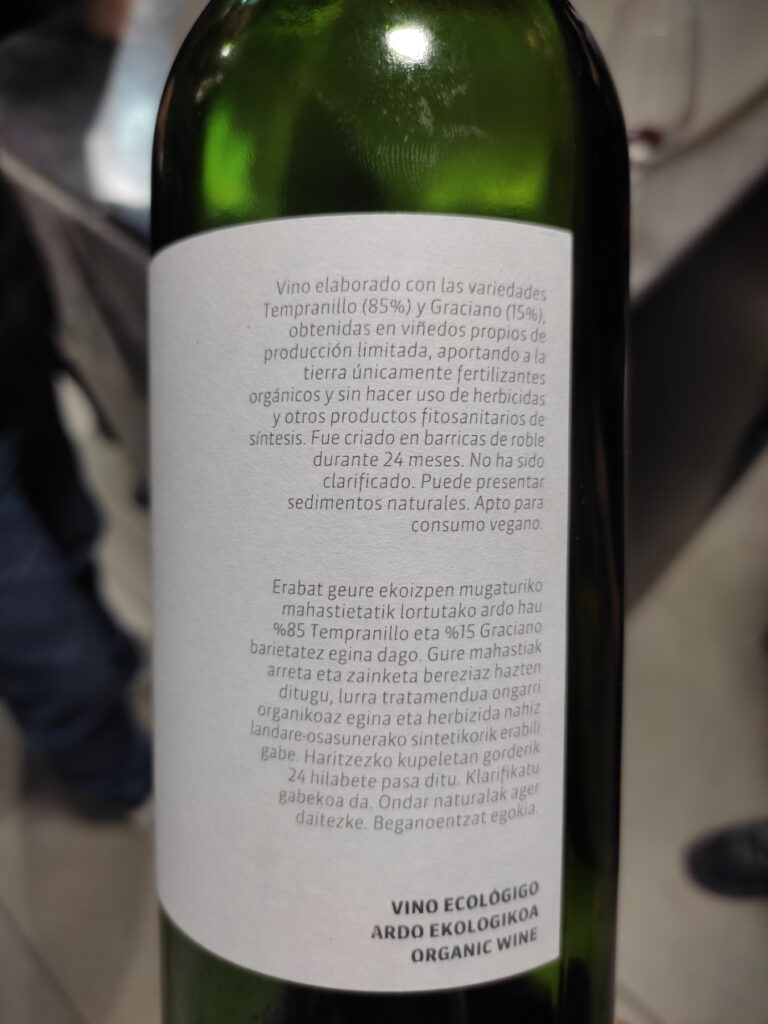 Vino elaborado con las variedades
Tempranillo (85%) y Graciano (15%),
obtenidas en viñedos propios de
producción limitada, aportando a la
tierra únicamente fertilizantes
orgánicos y sin hacer uso de herbicidas
y otros productos fitosanitarios de
síntesis. Fue criado en barricas de roble
durante 24 meses. No ha sido
clarificado. Puede presentar
sedimentos naturales. Apto para
consumo vegano.
Erabat geure ekoizpen mugaturiko
mahastietatik lortutako ardo hau
%85 Tempranillo eta %15 Graciano
barietatez egina dago. Gure mahastiak
arreta eta zainketa bereziaz hazten
ditugu, lurra tratamendua ongarri
organikoaz egina eta herbizida nahiz
landare-osasunerako sintetikorik erabili
gabe. Haritzezko kupeletan gorderik
24 hilabete pasa ditu. Klarifikatu
gabekoa da. Ondar naturalak ager
daitezke. Beganoentzat egokia.
VINO ECOLÓGIGO
ARDO EKOLOGIKOA
ORGANIC WINE